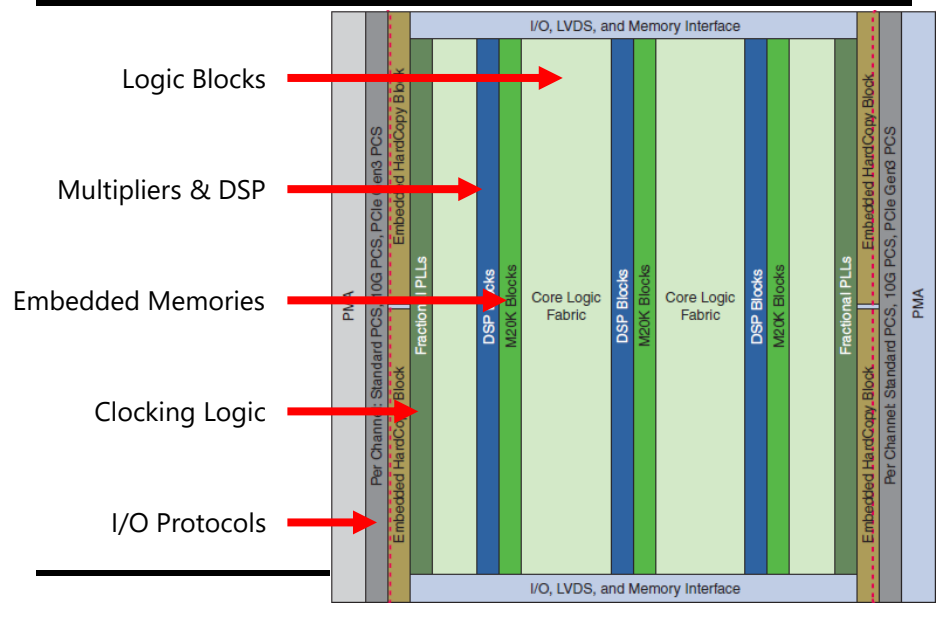 I/O, LVDS, and Memory Interface
Logic Blocks
Multipliers & DSP
Embedded Memories
Clocking Logic
I/O Protocols
PMA
Per Channel: Standard PCS, 10G PCS, PCIe Gen3 PCS
Embedded HardCopy Block
Embedded HardCopy Block
Fractional PLLs
DSP Blocks
M20K Blocks
Core Logic
Fabric
DSP Blocks
M20K Blocks
Core Logic
Fabric
DSP Blocks
M20K Blocks
Fractional PLLs
Embedded HardCopy Block
Embedded HardCopy Block
Per Channel: Standard PCS, 10G PCS, PCIe Gen3 PCS
PMA
I/O, LVDS, and Memory Interface